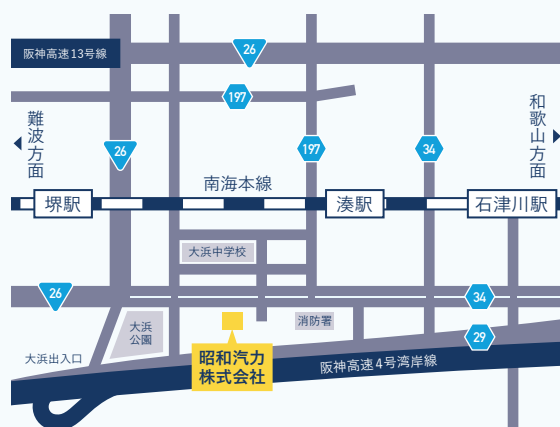 阪神高速13号線
26
197
難波方面
和歌山方面
26
197
34
南海本線
堺駅
湊駅
石津川駅
大浜中学校
26
34
大浜
公園
消防署
29
大浜出入口
昭和汽力
株式会社
阪神高速4号湾岸線